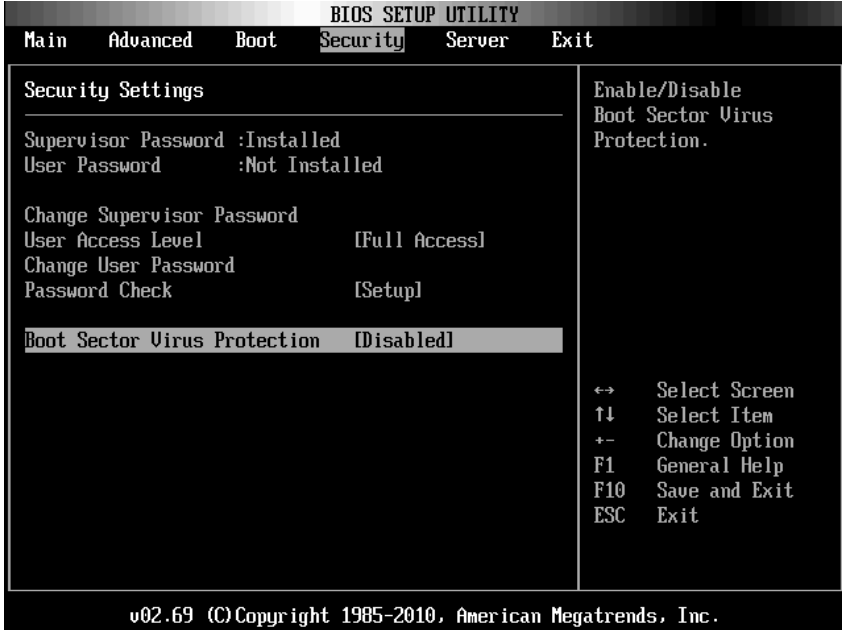 BIOS SETUP UTILITY
Main Advanced Boot Security Server Exit
Security Settings
Supervisor Password :Installed
User Password :Not Installed
Change Supervisor Password
User Access Level [Full Access]
Change User Password
Password Check [Setup]
Boot Sector Virus Protection [Disabled]
Enable/Disable
Boot Sector Virus
Protection.
↔ Select Screen
↑↓ Select Item
+- Change Option
F1 General Help
F10 Save and Exit
ESC Exit
v02.69 (C)Copyright 1985-2010, American Megatrends, Inc.